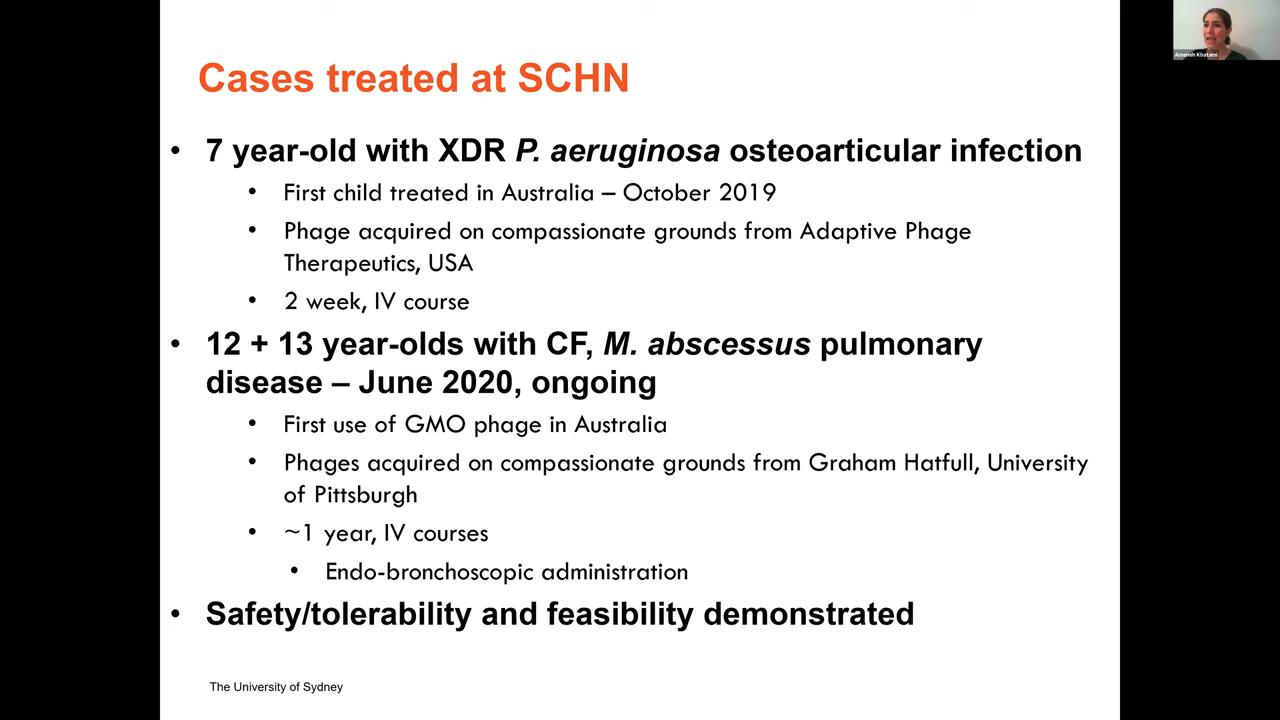 Ameneh Khatami
Cases treated at SCHN
• 7 year-old with XDR P. aeruginosa osteoarticular infection
• First child treated in Australia – October 2019
• Phage acquired on compassionate grounds from Adaptive Phage
Therapeutics, USA
• 2 week, IV course
• 12 + 13 year-olds with CF, M. abscessus pulmonary
disease – June 2020, ongoing
• First use of GMO phage in Australia
• Phages acquired on compassionate grounds from Graham Hatfull, University
of Pittsburgh
• ~1 year, IV courses
• Endo-bronchoscopic administration
• Safety/tolerability and feasibility demonstrated
The University of Sydney